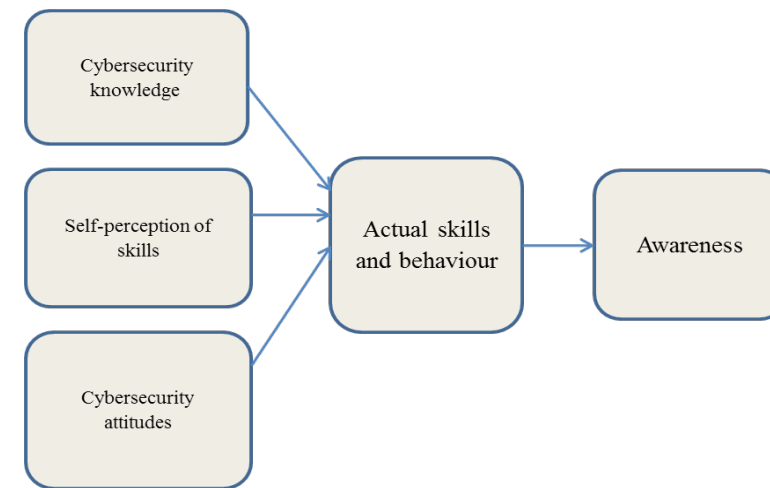 Cybersecurity
knowledge
Self-perception of
skills
Cybersecurity
attitudes
Actual skills
and behaviour
Awareness